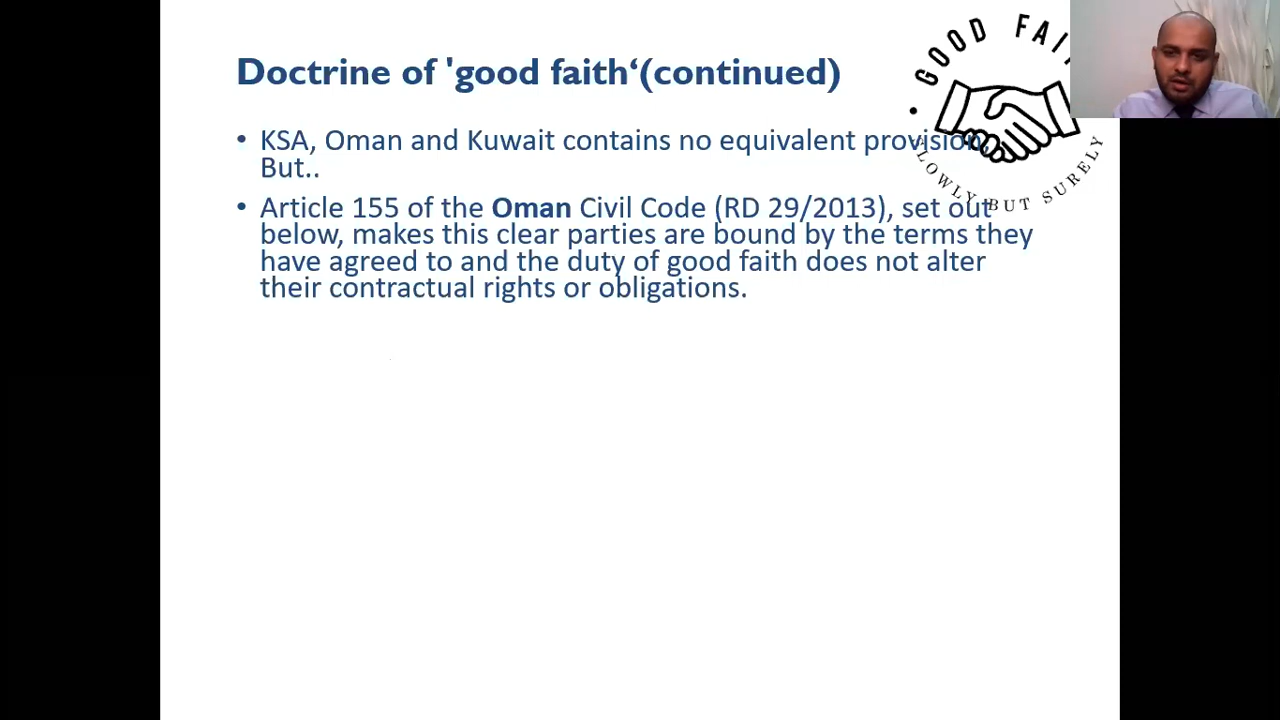 Doctrine of 'good faith‘(continued)
GOOD FAI
• KSA, Oman and Kuwait contains no equivalent provision,
But..
• Article 155 of the Oman Civil Code (RD 29/2013), set out
below, makes this clear parties are bound by the terms they
have agreed to and the duty of good faith does not alter
their contractual rights or obligations.
SLOWLY BUT SURELY